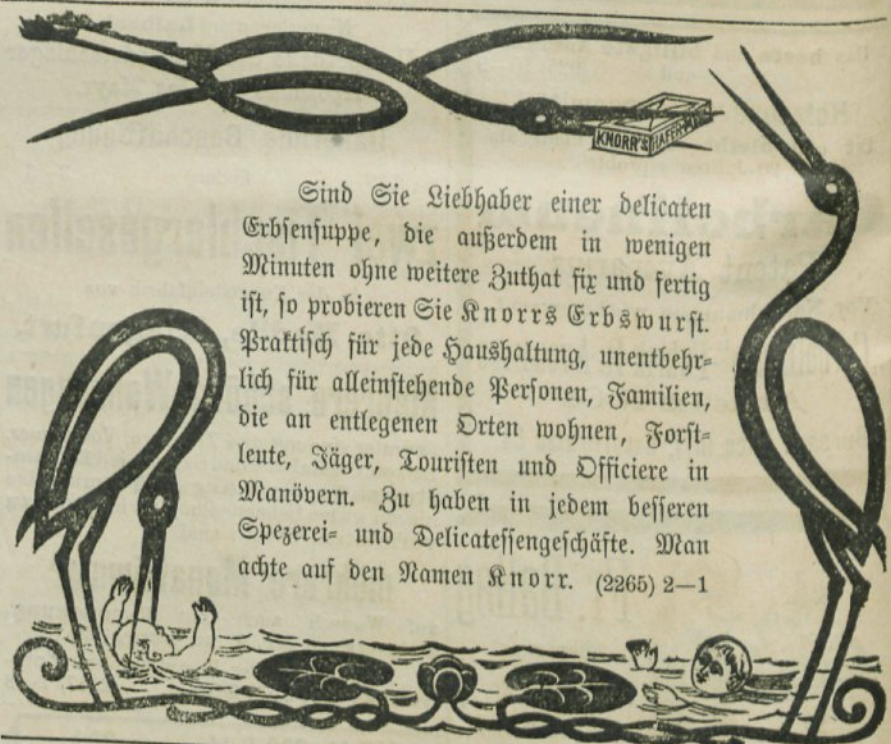 KNORR'S HAFER-
Sind Sie Liebhaber einer delicaten
Erbsensuppe, die außerdem in wenigen
Minuten ohne weitere Zuthat fix und fertig
ist, so probieren Sie Knorrs Erbswurst.
Praktisch für jede Haushaltung, unentbehr-
lich für alleinstehende Personen, Familien,
die an entlegenen Orten wohnen, Forst-
leute, Jäger, Touristen und Officiere in
Manövern. Zu haben in jedem besseren
Spezerei- und Delicatessengeschäfte. Man
achte auf den Namen Knorr. (2265) 2—1